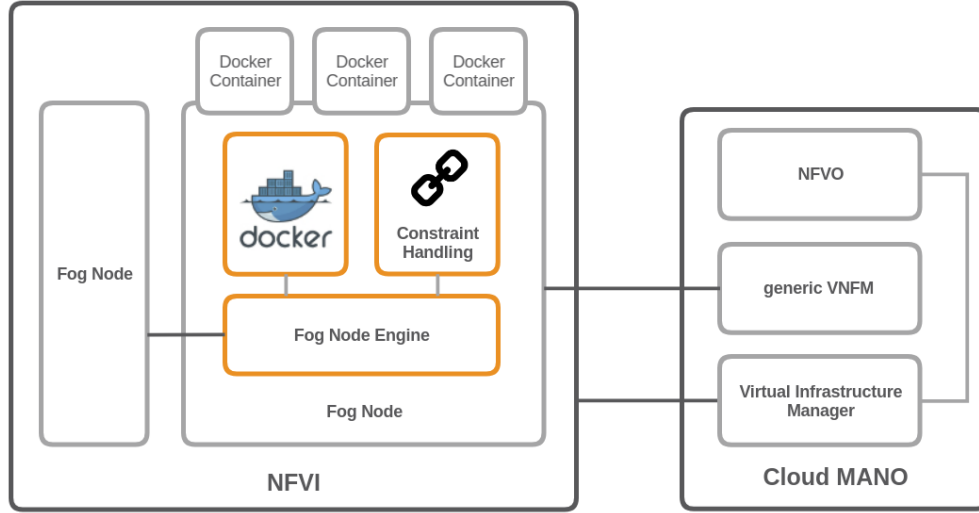 Docker
Container
Docker
Container
Docker
Container
Fog Node
docker
Constraint
Handling
Fog Node Engine
Fog Node
NFVI
NFVO
generic VNFM
Virtual Infrastructure
Manager
Cloud MANO